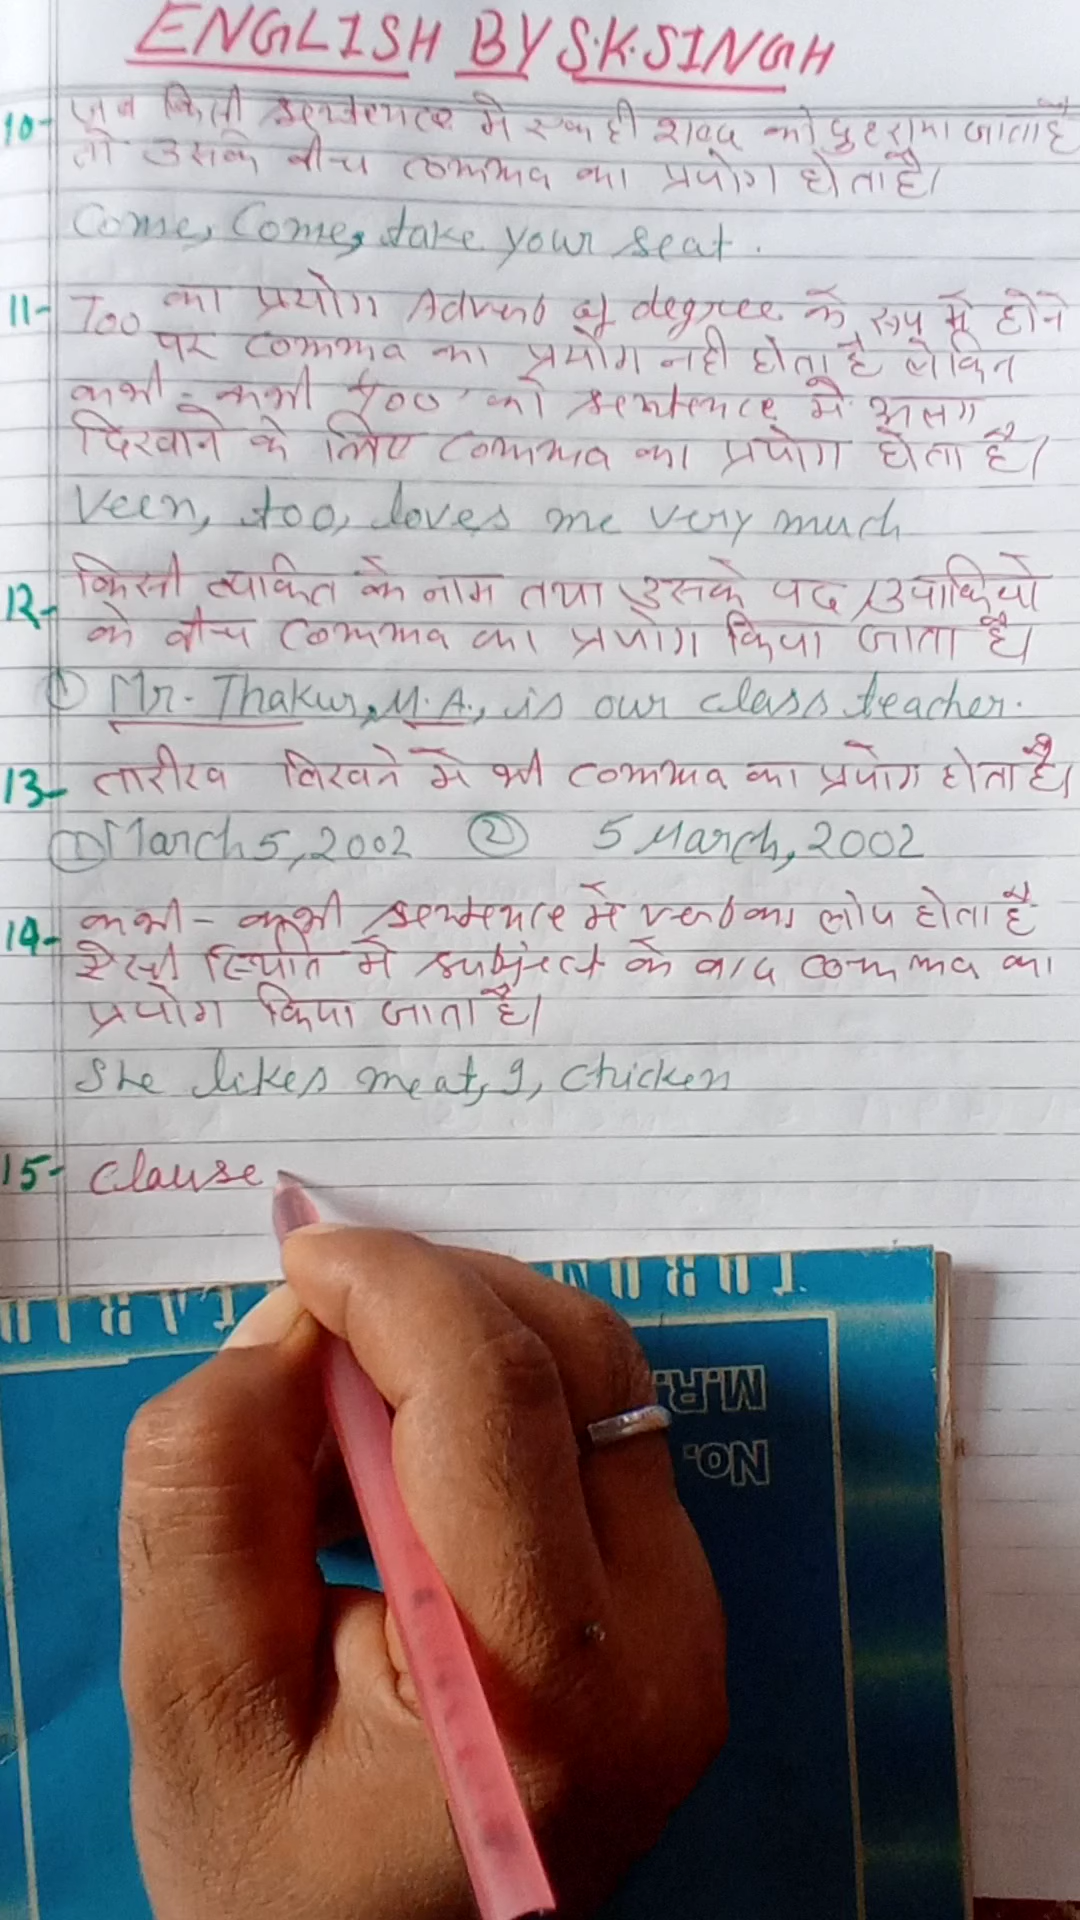 ENGLISH BY S.K.SINGH
10- जब किसी sentence में एक ही शब्द को दुहराया जाता है
तो उसके बीच comma का प्रयोग होता है।
Come, Come, take your seat.
11- Too का प्रयोग Adverb of degree के रूप में होने
पर comma का प्रयोग नही होता है लेकिन
कभी-कभी too को sentence में अलग
दिखाने के लिए comma का प्रयोग होता है।
Veen, too, loves me very much
12- किसी व्यक्ति के नाम तथा उसके पद/उपाधियो
के बीच comma का प्रयोग किया जाता है।
① Mr. Thakur, M.A., is our class teacher.
13- तारीख लिखने में भी comma का प्रयोग होता है।
① March 5, 2002 ② 5 March, 2002
14- कभी-कभी sentence में verb का लोप होता है
ऐसी स्थिति में subject के बाद comma का
प्रयोग किया जाता है।
She likes meat, I, chicken
15- Clause
M.R.
No.